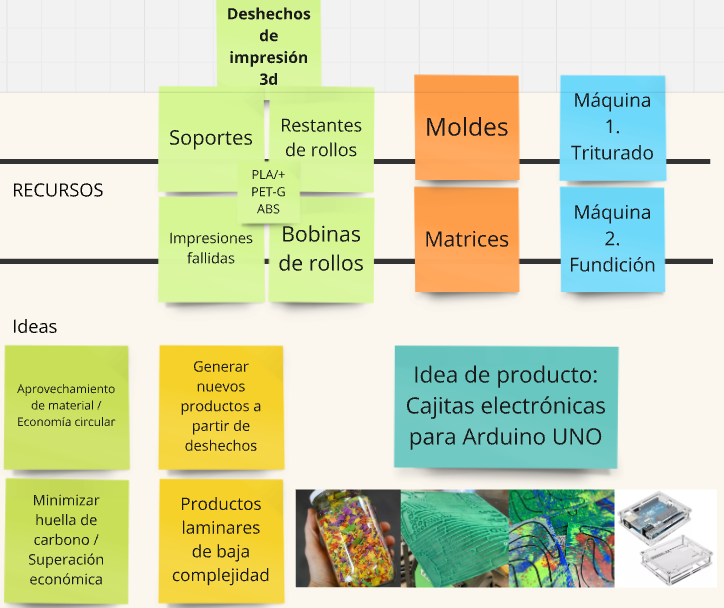 Deshechos
de
impresión
3d
Soportes
Restantes
de rollos
PLA/+
PET-G
ABS
Impresiones
fallidas
Bobinas
de rollos
Moldes
Matrices
Máquina
1.
Triturado
Máquina
2.
Fundición
RECURSOS
Ideas
Aprovechamiento
de material /
Economía circular
Generar
nuevos
productos a
partir de
deshechos
Idea de producto:
Cajitas electrónicas
para Arduino UNO
Minimizar
huella de
carbono /
Superación
económica
Productos
laminares
de baja
complejidad